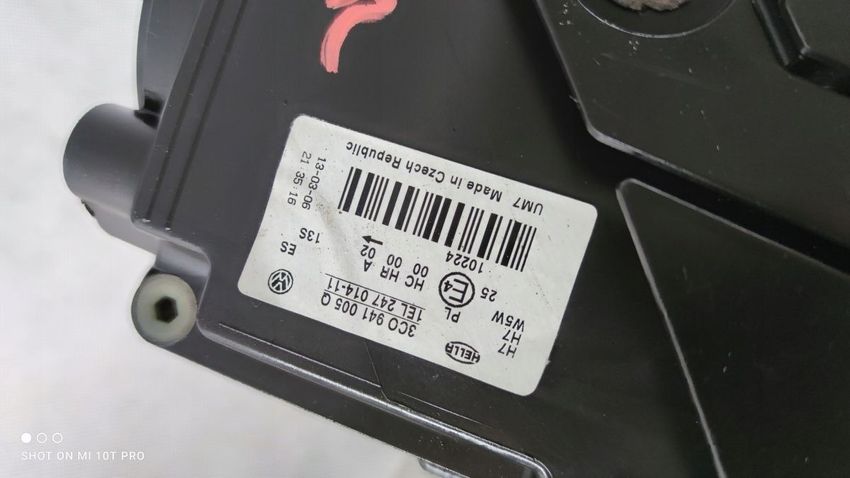 HELLA
H7
H7
W5W
3C0 941 005 Q
1EL 247 014-11
PL
25
E4
HC HR A
00 00 02
ES
13S
10224
UM7 Made in Czech Republic
13-03-06
21:35:16
SHOT ON MI 10T PRO